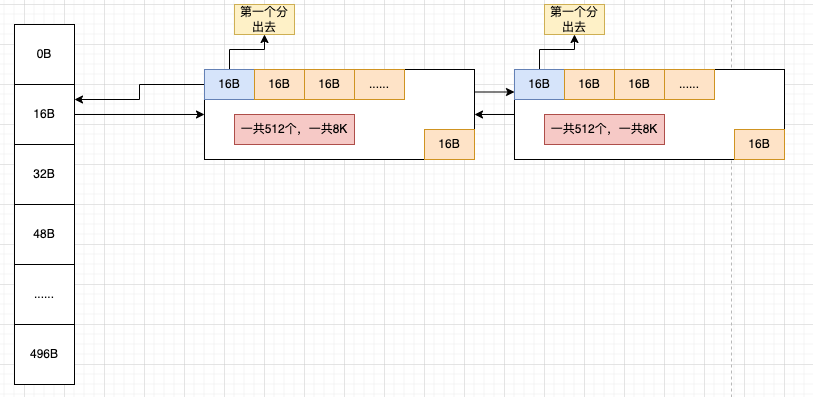 第一个分
出去
第一个分
出去
0B
16B
16B
16B
......
16B
16B
16B
......
16B
一共512个，一共8K
一共512个，一共8K
16B
16B
32B
48B
......
496B